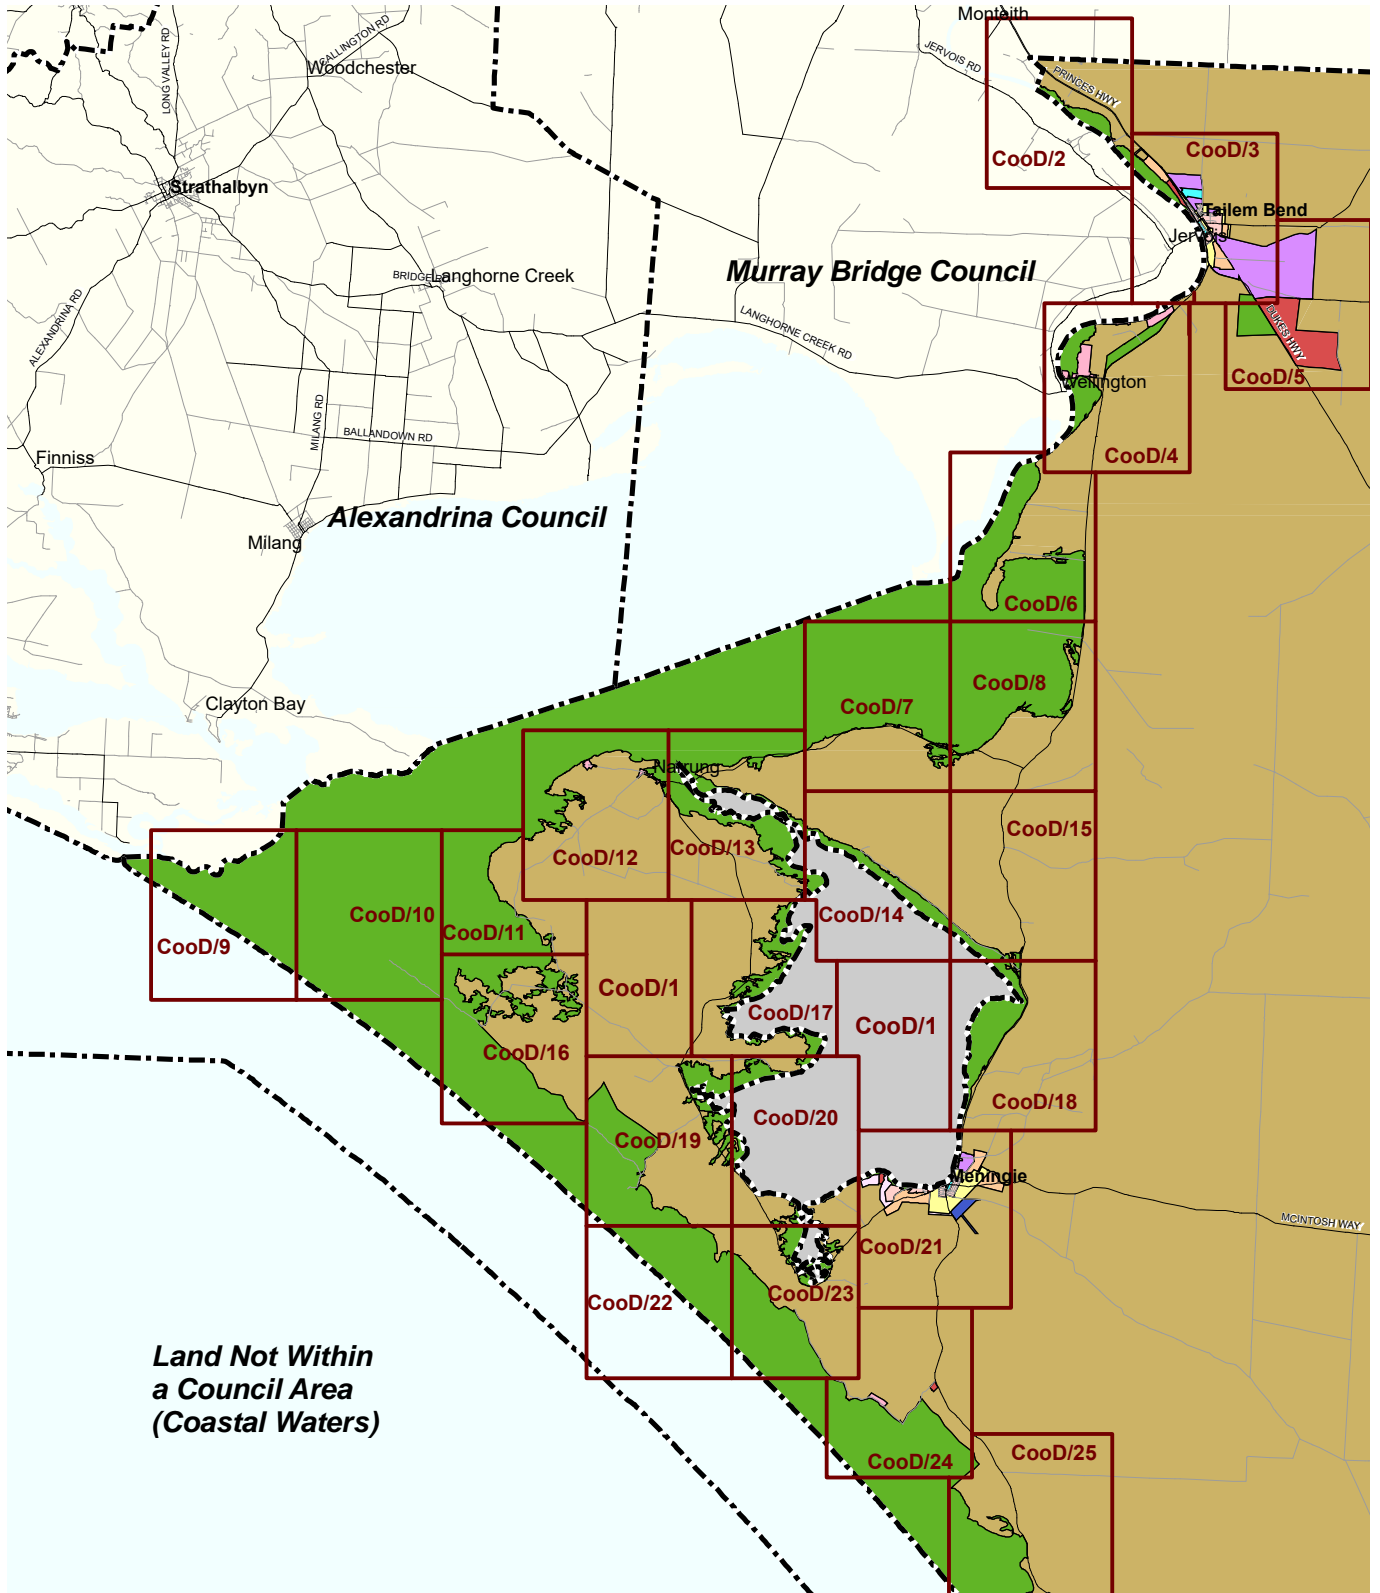 Monteith
CALLINGTON RD
LONG VALLEY RD
Woodchester
JERVOIS RD
PRINCES HWY
CooD/2
CooD/3
Strathalbyn
Tailem Bend
Jervois
Murray Bridge Council
BRIDGE RD
Langhorne Creek
ALEXANDRINA RD
LANGHORNE CREEK RD
DUKES HWY
Wellington
CooD/5
MILANG RD
BALLANDOWN RD
Finniss
CooD/4
Alexandrina Council
Milang
CooD/6
CooD/8
Clayton Bay
CooD/7
Narrung
CooD/15
CooD/12
CooD/13
CooD/10
CooD/14
CooD/11
CooD/9
CooD/1
CooD/17
CooD/1
CooD/16
CooD/18
CooD/20
CooD/19
Meningie
MCINTOSH WAY
CooD/21
CooD/23
CooD/22
Land Not Within
a Council Area
(Coastal Waters)
CooD/25
CooD/24